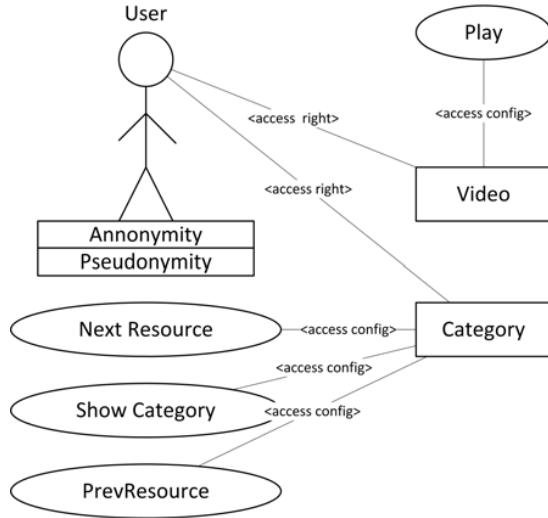 User
Play
<access right>
<access config>
<access right>
Video
Annonymity
Pseudonymity
Next Resource
<access config>
Category
<access config>
Show Category
<access config>
PrevResource